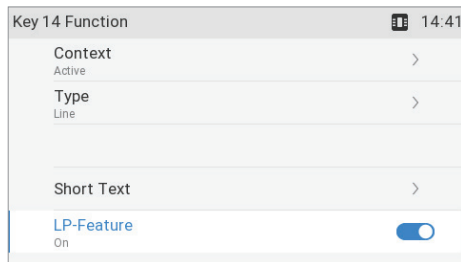 Key 14 Function 14:41
Context
Active
Type
Line
Short Text
LP-Feature
On